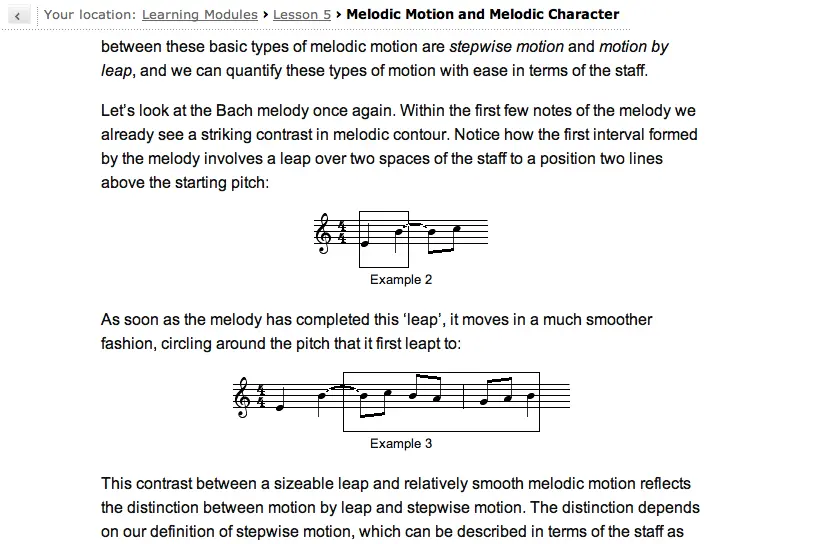 ‹ Your location: Learning Modules › Lesson 5 › Melodic Motion and Melodic Character
between these basic types of melodic motion are stepwise motion and motion by
leap, and we can quantify these types of motion with ease in terms of the staff.
Let's look at the Bach melody once again. Within the first few notes of the melody we
already see a striking contrast in melodic contour. Notice how the first interval formed
by the melody involves a leap over two spaces of the staff to a position two lines
above the starting pitch:
4
4
Example 2
As soon as the melody has completed this ‘leap’, it moves in a much smoother
fashion, circling around the pitch that it first leapt to:
4
4
Example 3
This contrast between a sizeable leap and relatively smooth melodic motion reflects
the distinction between motion by leap and stepwise motion. The distinction depends
on our definition of stepwise motion, which can be described in terms of the staff as